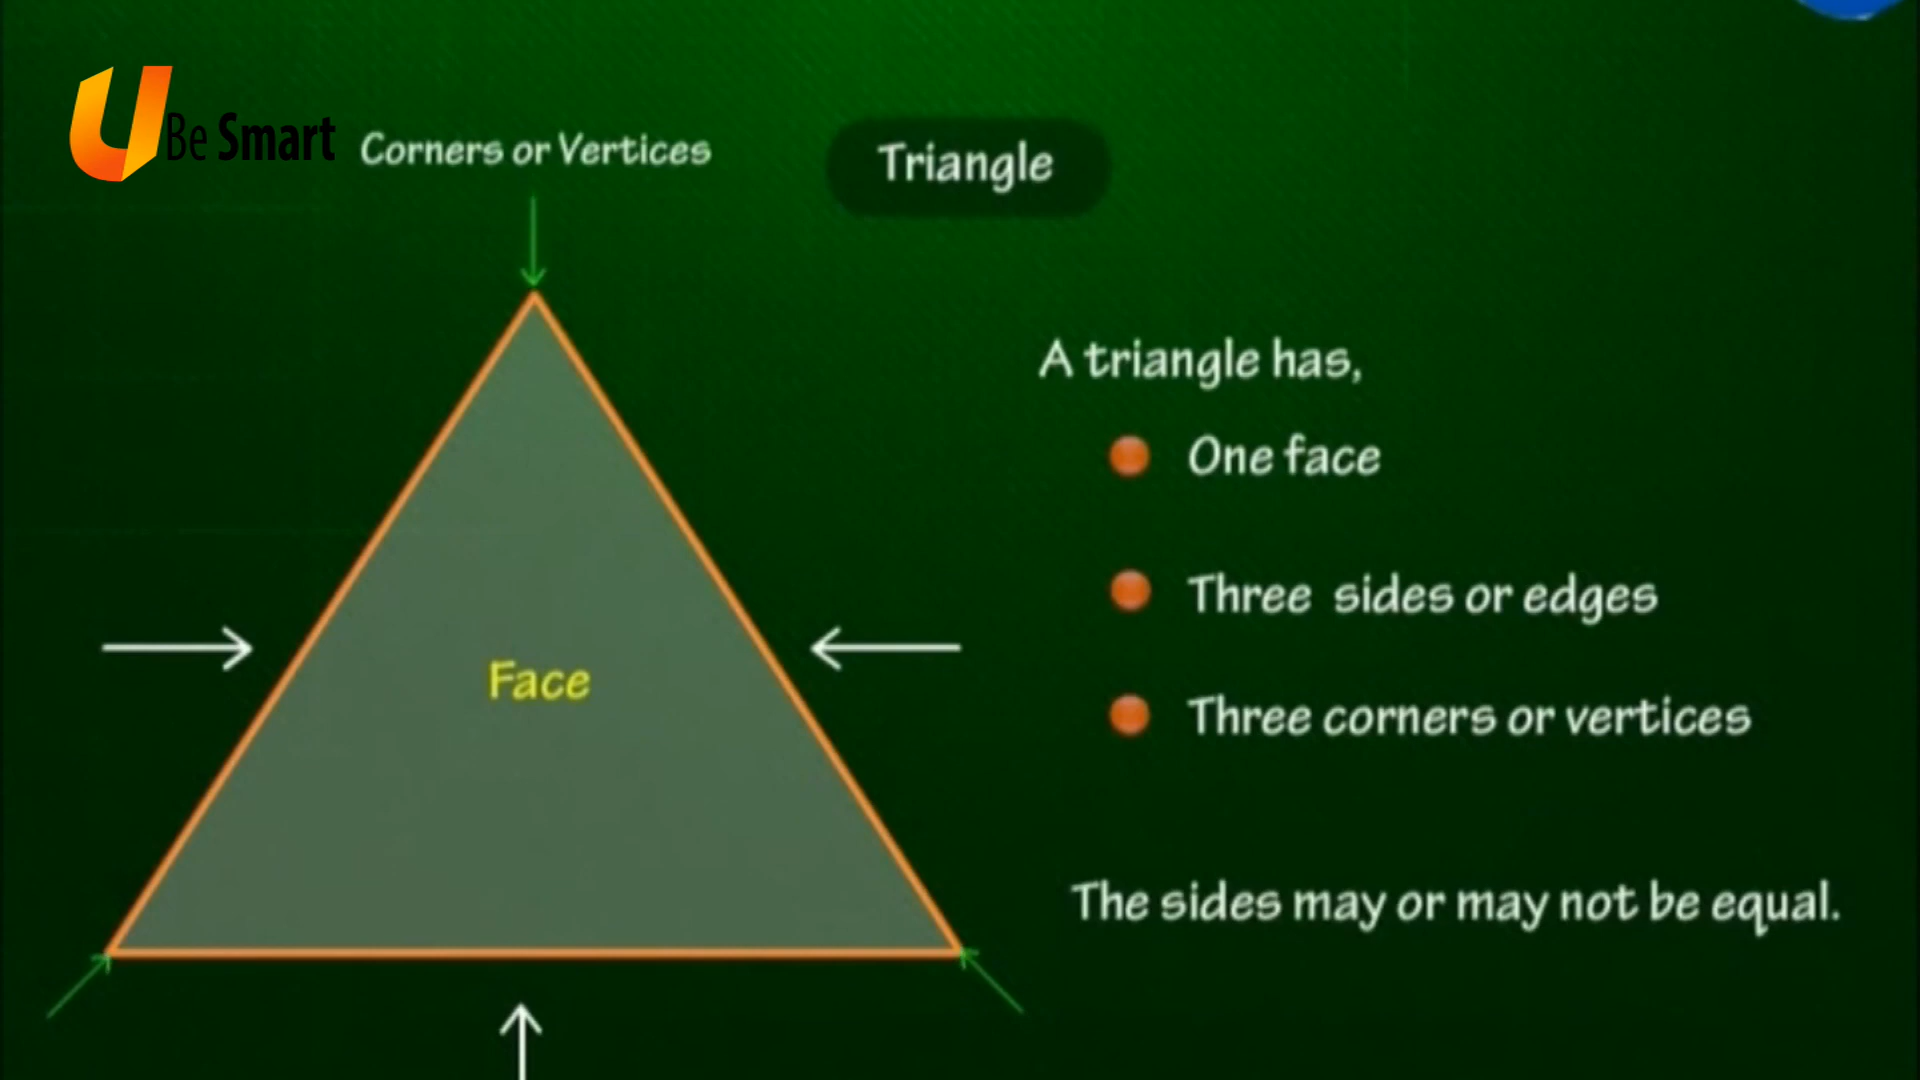 U Be Smart
Corners or Vertices
Triangle
A triangle has,
One face
Three sides or edges
Three corners or vertices
Face
The sides may or may not be equal.